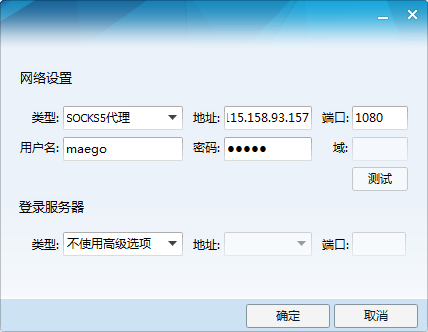 网络设置
类型: SOCKS5代理 地址: 115.158.93.157 端口: 1080
用户名: maego 密码: ●●●●● 域:
测试
登录服务器
类型: 不使用高级选项 地址: 端口:
确定 取消